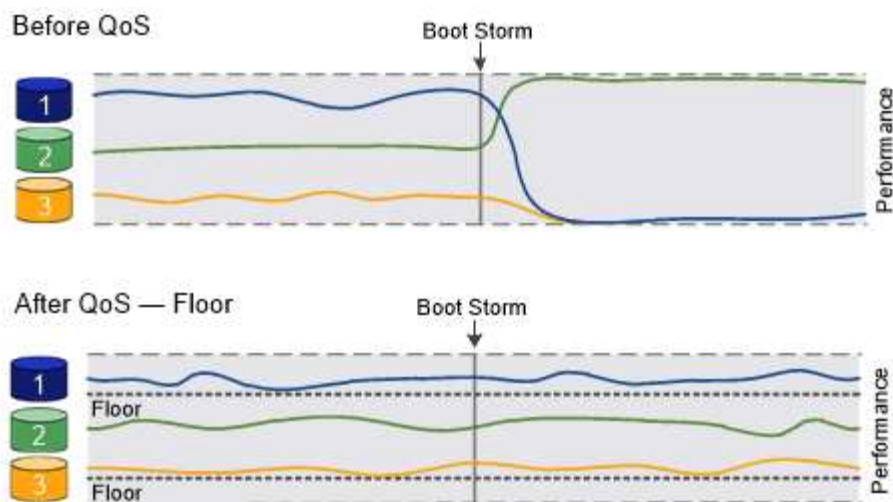 Before QoS
Boot Storm
1
2
3
Performance
After QoS — Floor
Boot Storm
1
Floor
2
3
Floor
Performance